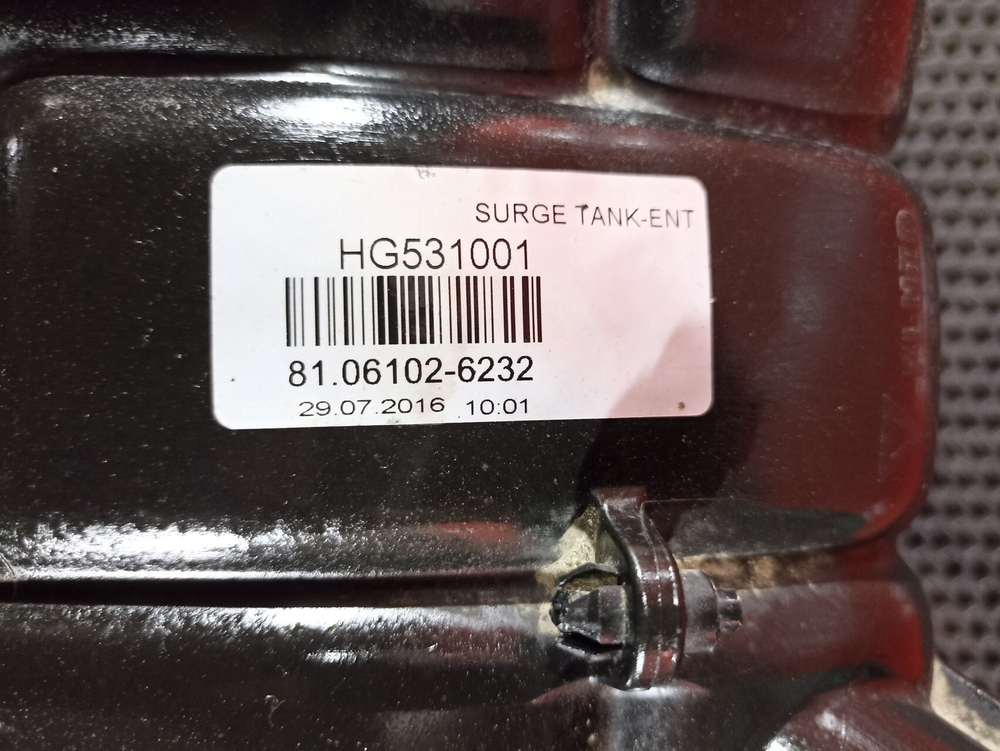 SURGE TANK-ENT
HG531001
81.06102-6232
29.07.2016 10:01